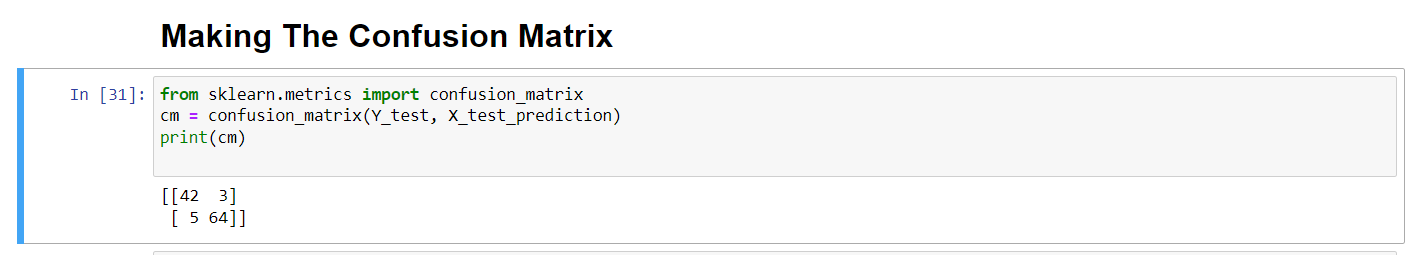 Making The Confusion Matrix
In [31]: from sklearn.metrics import confusion_matrix
cm = confusion_matrix(Y_test, X_test_prediction)
print(cm)
[[42  3]
 [ 5 64]]